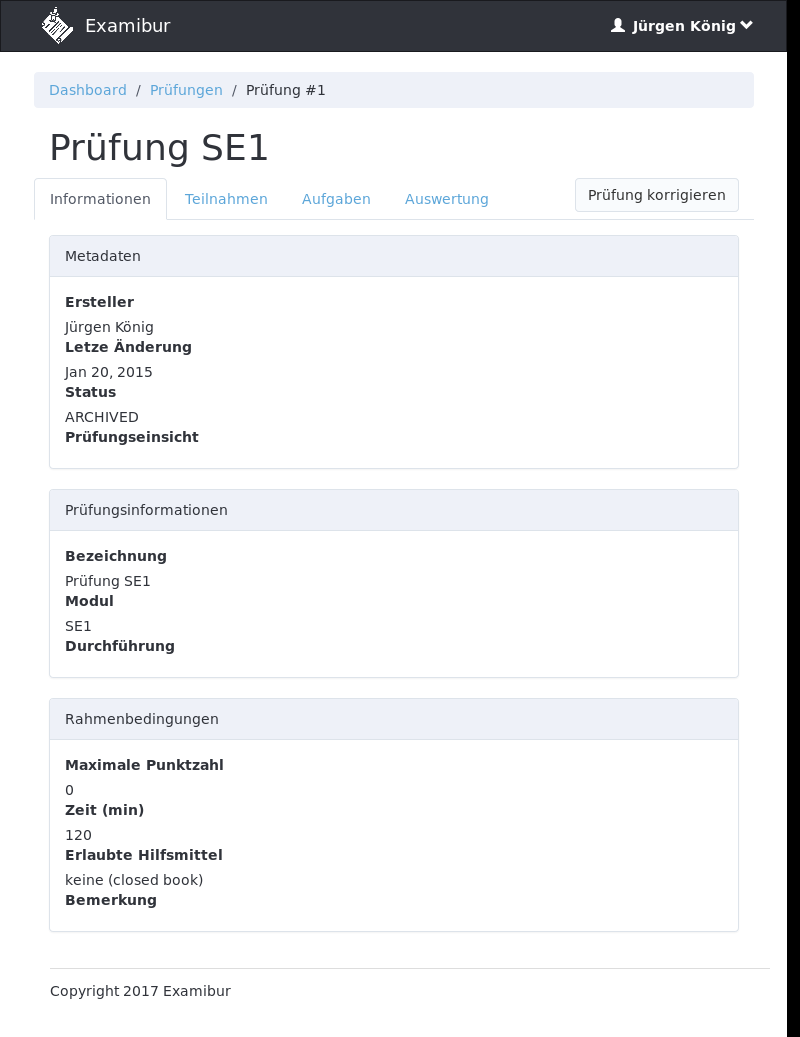 Examibur
Jürgen König
Dashboard / Prüfungen / Prüfung #1
Prüfung SE1
Informationen Teilnahmen Aufgaben Auswertung Prüfung korrigieren
Metadaten
Ersteller
Jürgen König
Letze Änderung
Jan 20, 2015
Status
ARCHIVED
Prüfungseinsicht
Prüfungsinformationen
Bezeichnung
Prüfung SE1
Modul
SE1
Durchführung
Rahmenbedingungen
Maximale Punktzahl
0
Zeit (min)
120
Erlaubte Hilfsmittel
keine (closed book)
Bemerkung
Copyright 2017 Examibur